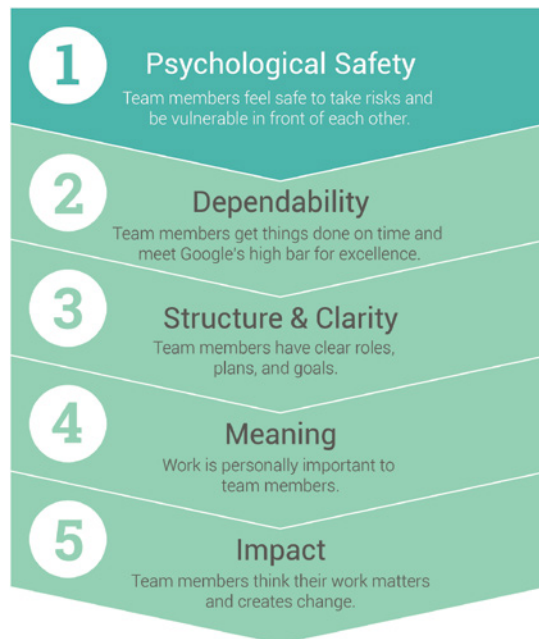 1
Psychological Safety
Team members feel safe to take risks and
be vulnerable in front of each other.
2
Dependability
Team members get things done on time and
meet Google's high bar for excellence.
3
Structure & Clarity
Team members have clear roles,
plans, and goals.
4
Meaning
Work is personally important to
team members.
5
Impact
Team members think their work matters
and creates change.